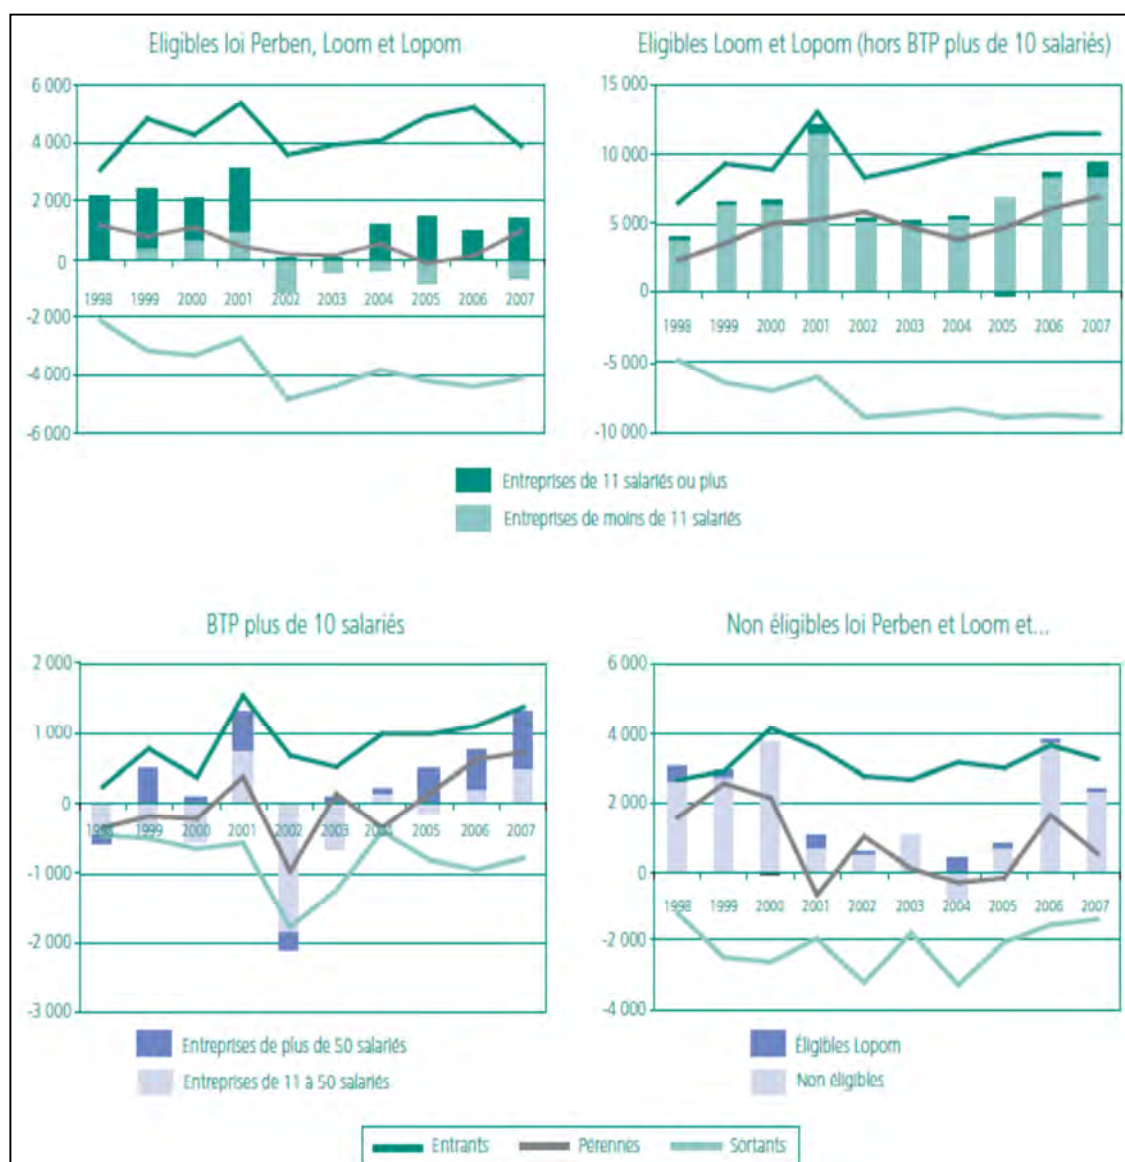 Eligibles loi Perben, Loom et Lopom
6 000
4 000
2 000
0
-2 000
-4 000
-6 000
1998 1999 2000 2001 2002 2003 2004 2005 2006 2007
Eligibles Loom et Lopom (hors BTP plus de 10 salariés)
15 000
10 000
5 000
0
-5 000
-10 000
1998 1999 2000 2001 2002 2003 2004 2005 2006 2007
Entreprises de 11 salariés ou plus
Entreprises de moins de 11 salariés
BTP plus de 10 salariés
2 000
1 000
0
-1 000
-2 000
-3 000
1998 1999 2000 2001 2002 2003 2004 2005 2006 2007
Entreprises de plus de 50 salariés
Entreprises de 11 à 50 salariés
Non éligibles loi Perben et Loom et...
6 000
4 000
2 000
0
-2 000
-4 000
1998 1999 2000 2001 2002 2003 2004 2005 2006 2007
Éligibles Lopom
Non éligibles
Entrants Pérennes Sortants